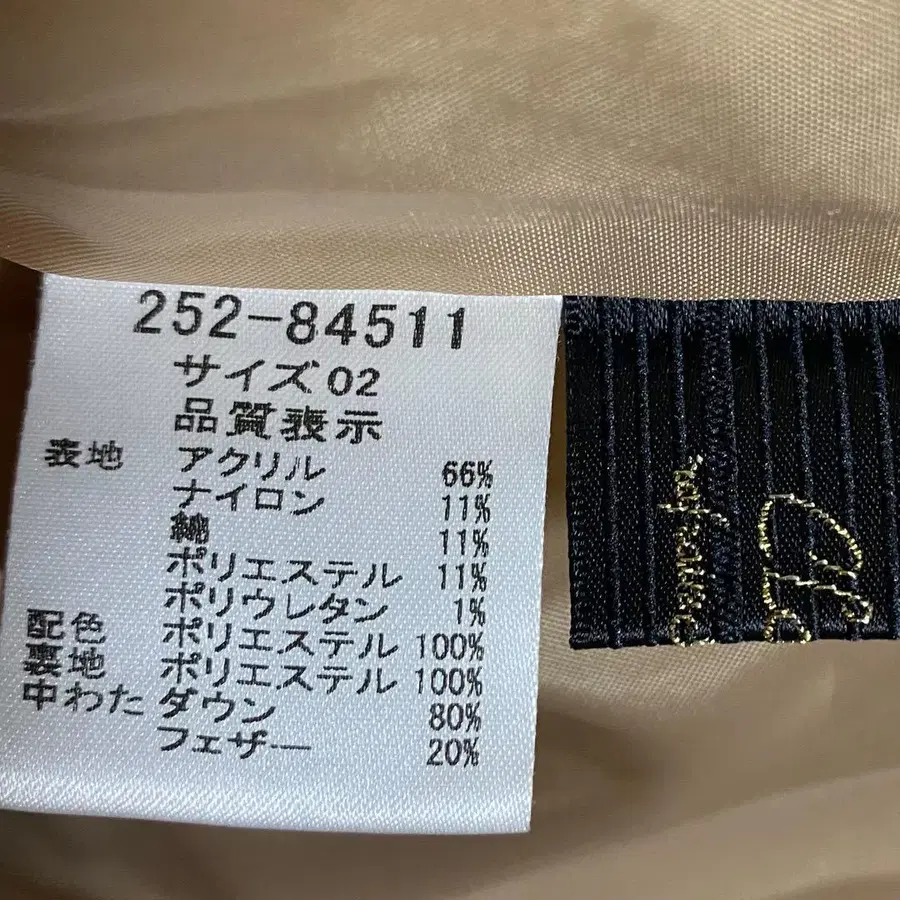 252-84511
サイズ 02
品質表示
表地 アクリル 66%
ナイロン 11%
綿 11%
ポリエステル 11%
ポリウレタン 1%
配色 ポリエステル 100%
裏地 ポリエステル 100%
中わた ダウン 80%
フェザー 20%